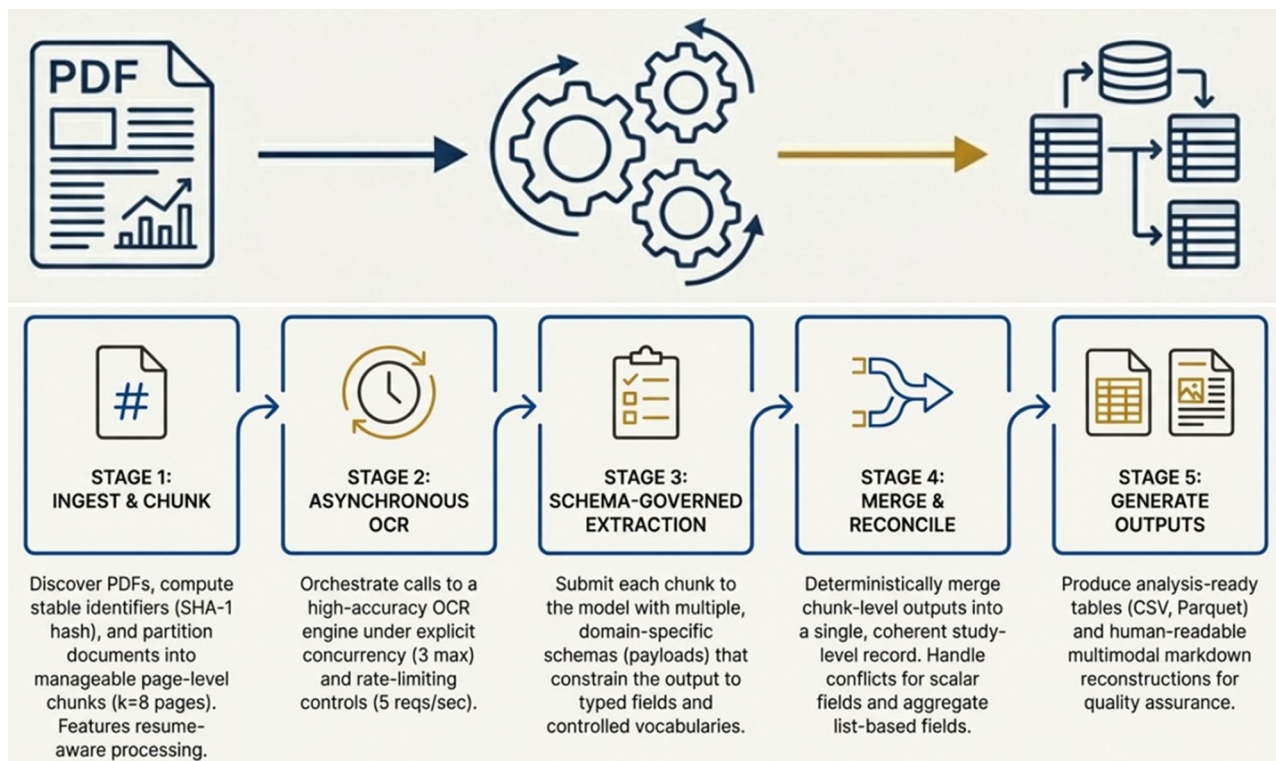 PDF
#
STAGE 1:
INGEST & CHUNK
Discover PDFs, compute
stable identifiers (SHA-1
hash), and partition
documents into
manageable page-level
chunks (k=8 pages).
Features resume-
aware processing.
STAGE 2:
ASYNCHRONOUS
OCR
Orchestrate calls to a
high-accuracy OCR
engine under explicit
concurrency (3 max)
and rate-limiting
controls (5 reqs/sec).
STAGE 3:
SCHEMA-GOVERNED
EXTRACTION
Submit each chunk to
the model with multiple,
domain-specific
schemas (payloads) that
constrain the output to
typed fields and
controlled vocabularies.
STAGE 4:
MERGE &
RECONCILE
Deterministically merge
chunk-level outputs into
a single, coherent study-
level record. Handle
conflicts for scalar
fields and aggregate
list-based fields.
STAGE 5:
GENERATE
OUTPUTS
Produce analysis-ready
tables (CSV, Parquet)
and human-readable
multimodal markdown
reconstructions for
quality assurance.